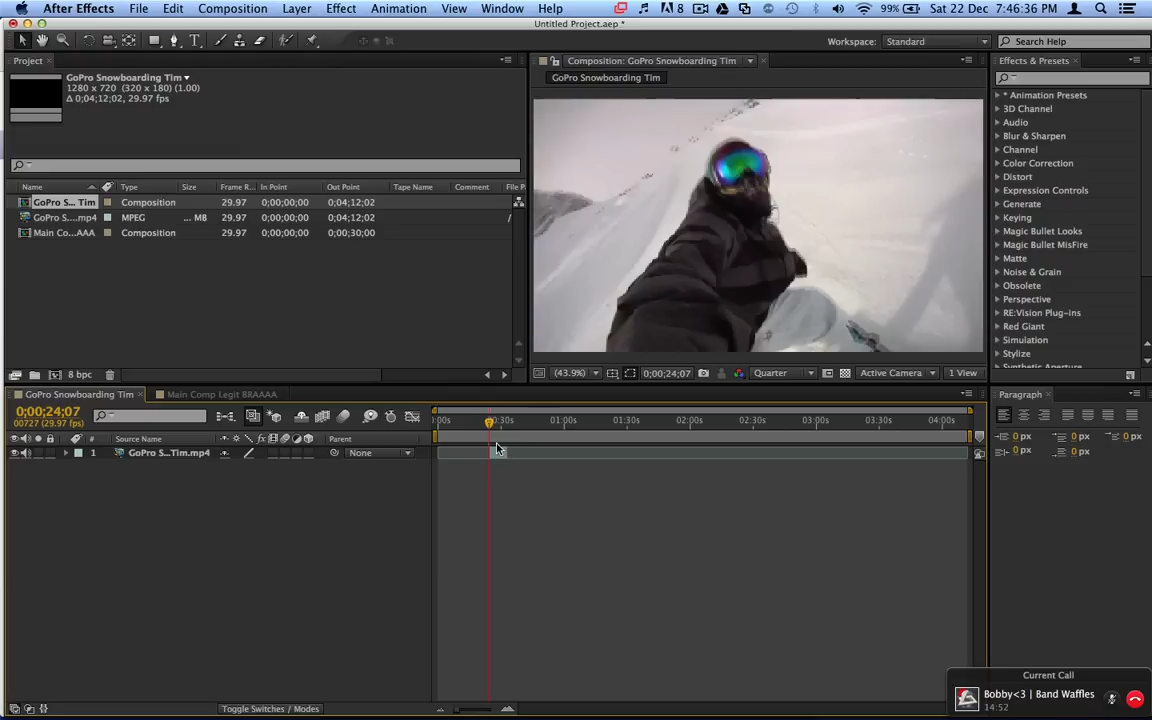 After Effects File Edit Composition Layer Effect Animation View Window Help 8 99% Sat 22 Dec 7:46:36 PM
Untitled Project.aep *
Workspace: Standard Search Help
Project
GoPro Snowboarding Tim
1280 x 720 (320 x 180) (1.00)
Δ 0;04;12;02, 29.97 fps
Name Type Size Frame R... In Point Out Point Tape Name Comment File P
GoPro S... Tim Composition 29.97 0;00;00;00 0;04;12;02
GoPro S....mp4 MPEG ... MB 29.97 0;00;00;00 0;04;12;02 /
Main Co...AAA Composition 29.97 0;00;00;00 0;00;30;00
8 bpc
Composition: GoPro Snowboarding Tim
GoPro Snowboarding Tim
(43.9%) 0;00;24;07 Quarter Active Camera 1 View
Effects & Presets
* Animation Presets
3D Channel
Audio
Blur & Sharpen
Channel
Color Correction
Distort
Expression Controls
Generate
Keying
Magic Bullet Looks
Magic Bullet MisFire
Matte
Noise & Grain
Obsolete
Perspective
RE:Vision Plug-ins
Red Giant
Simulation
Stylize
Synthetic Aperture
GoPro Snowboarding Tim Main Comp Legit BRAAAA
0;00;24;07
00727 (29.97 fps)
:00s 00:30s 01:00s 01:30s 02:00s 02:30s 03:00s 03:30s 04:00s
# Source Name fx Parent
1 GoPro S...Tim.mp4 None
Toggle Switches / Modes
Paragraph
0 px 0 px 0 px
0 px 0 px
Current Call
Bobby<3 | Band Waffles
14:52